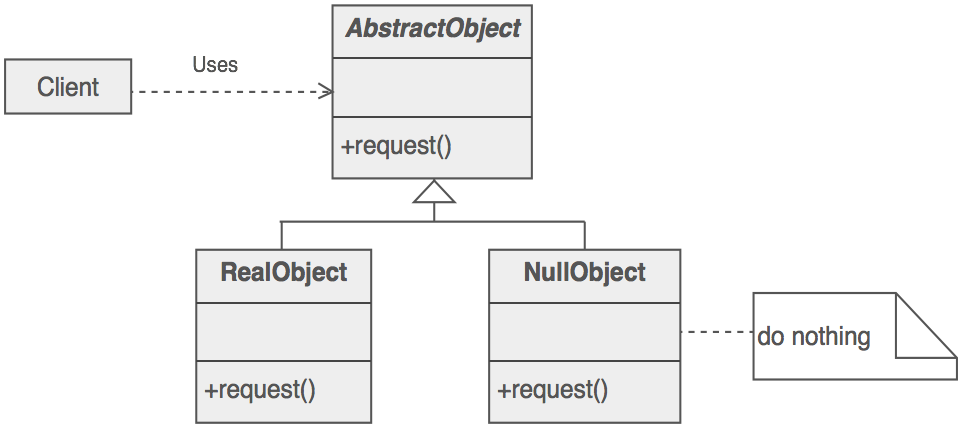 AbstractObject
Uses
Client
+request()
RealObject
NullObject
do nothing
+request()
+request()